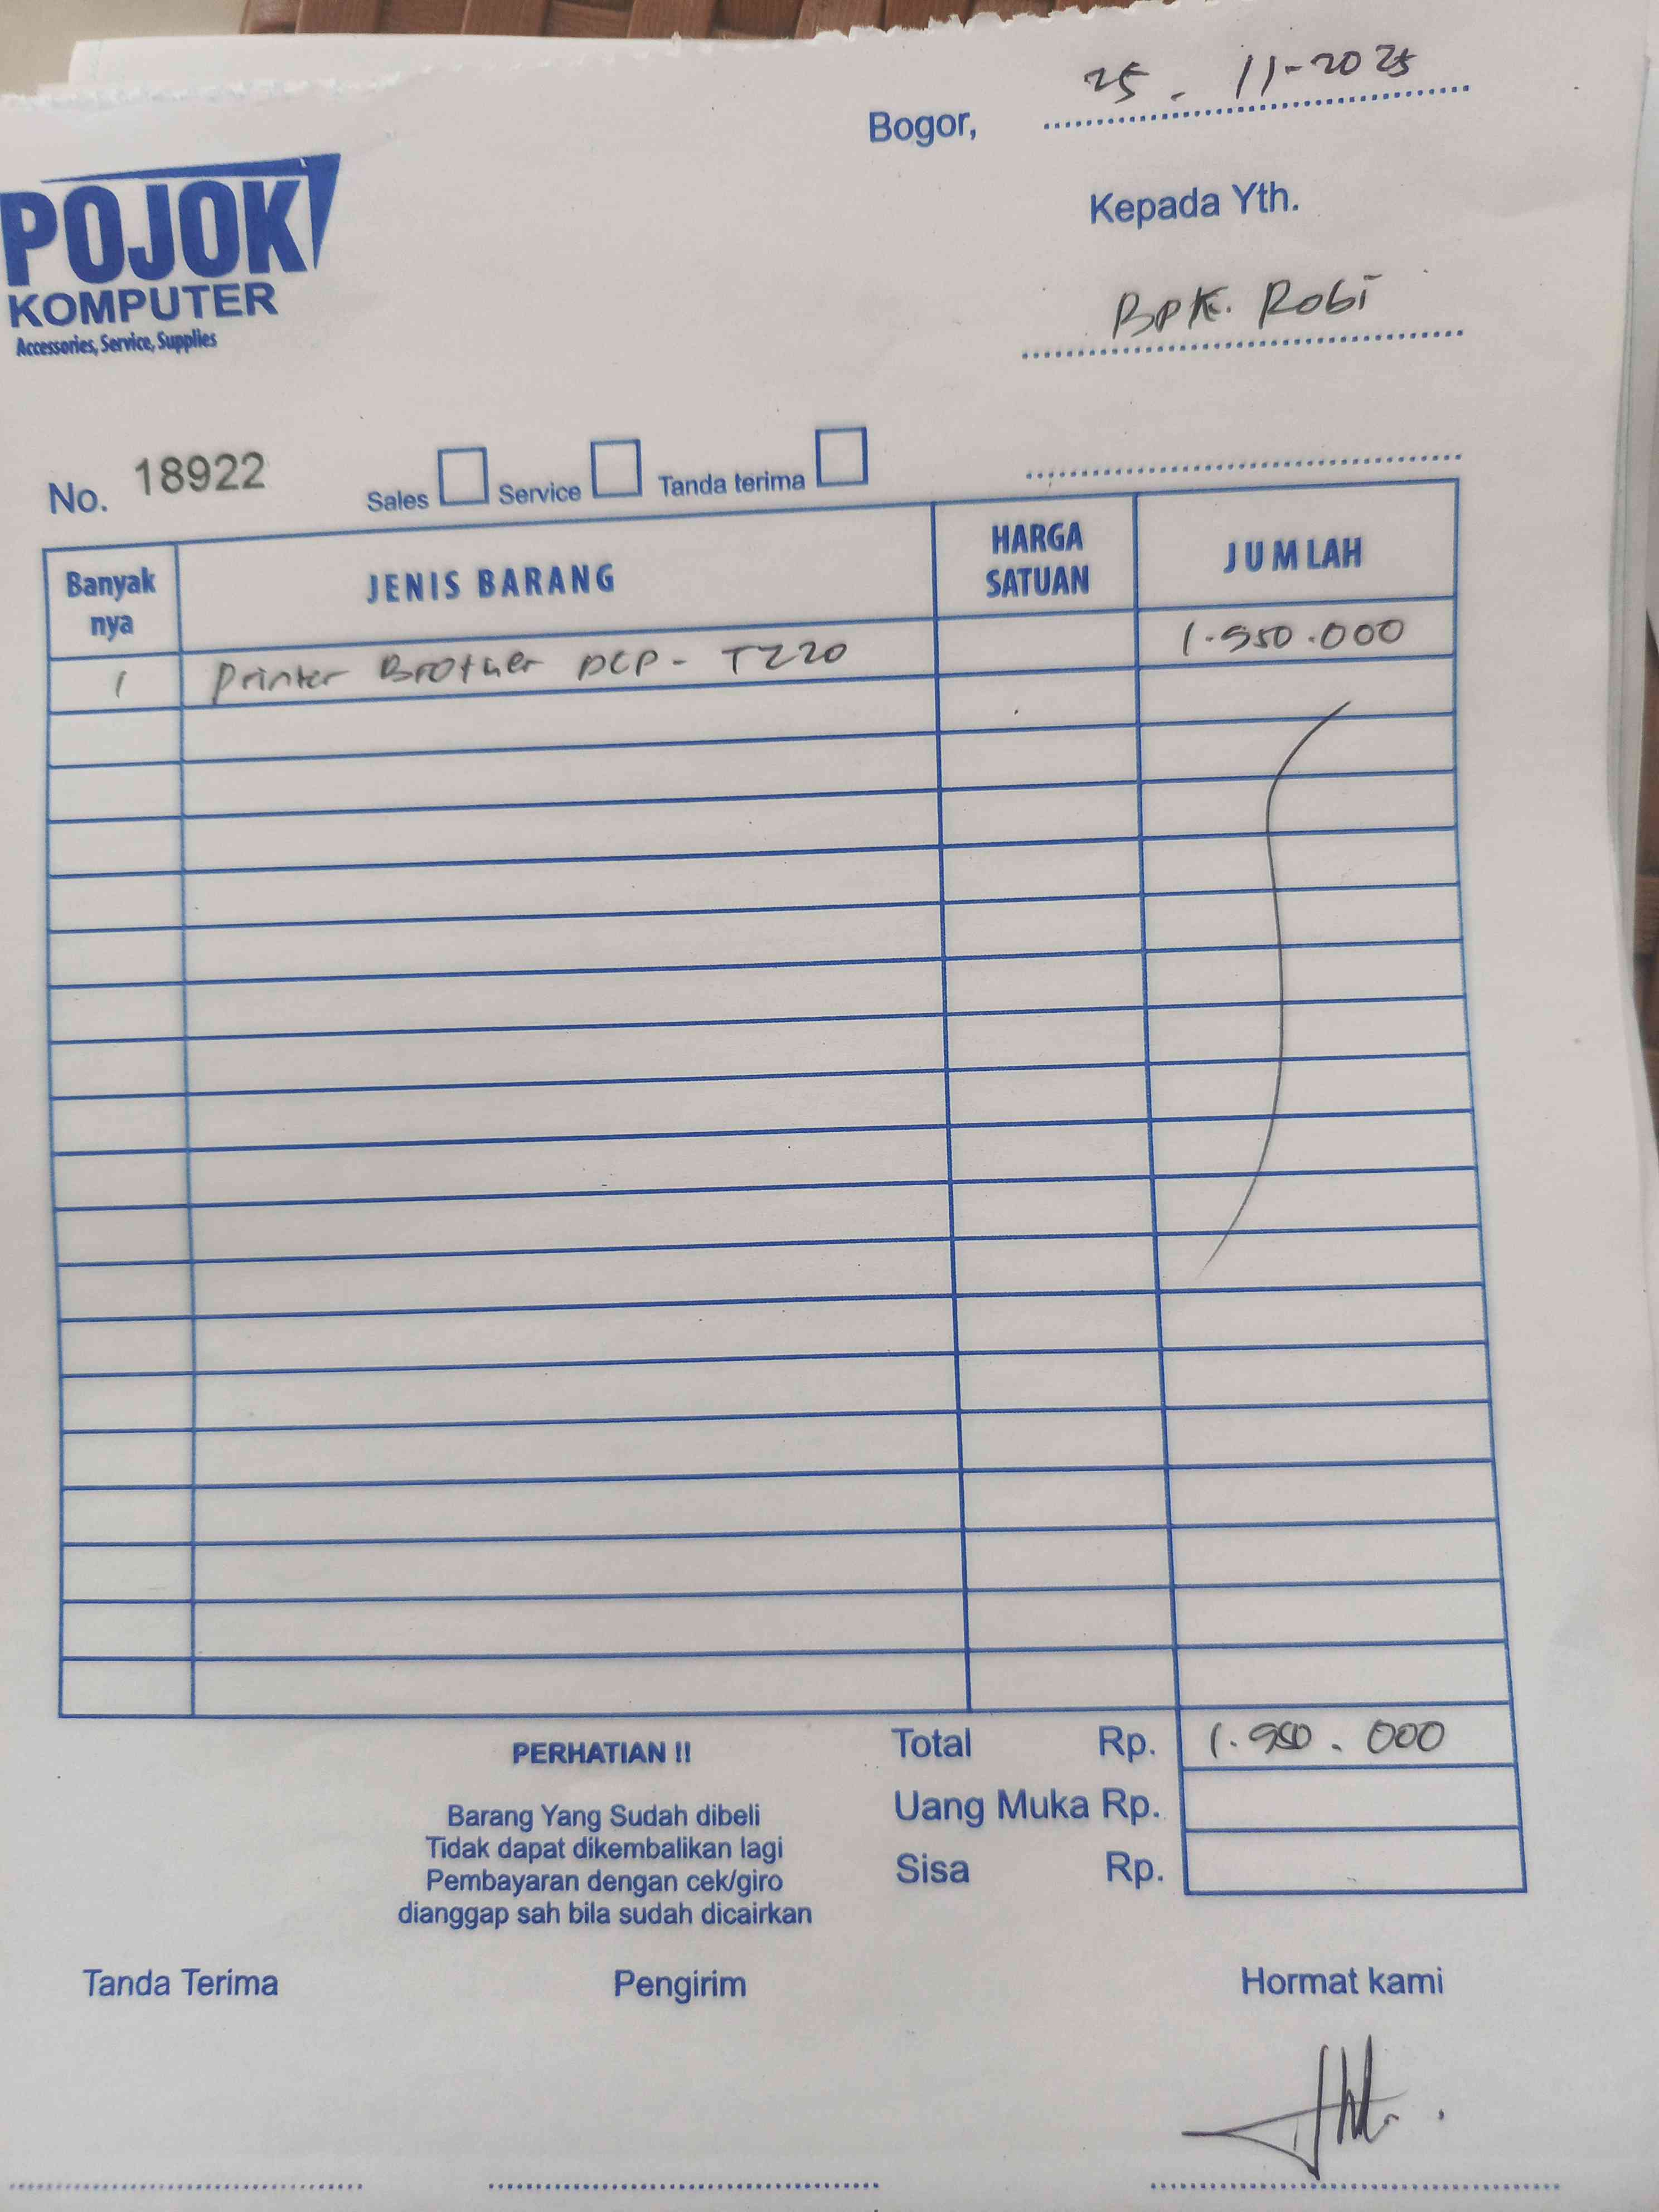 Bogor, 25 - 11-2025
POJOK
KOMPUTER
Accessories, Service, Supplies
Kepada Yth.
BPK. Robi
No. 18922
Sales Service Tanda terima
Banyak nya JENIS BARANG HARGA SATUAN JUMLAH
1 Printer Brother DCP - T220 1.950.000
Total Rp. 1.950.000
Uang Muka Rp.
Sisa Rp.
PERHATIAN !!
Barang Yang Sudah dibeli
Tidak dapat dikembalikan lagi
Pembayaran dengan cek/giro
dianggap sah bila sudah dicairkan
Tanda Terima Pengirim Hormat kami